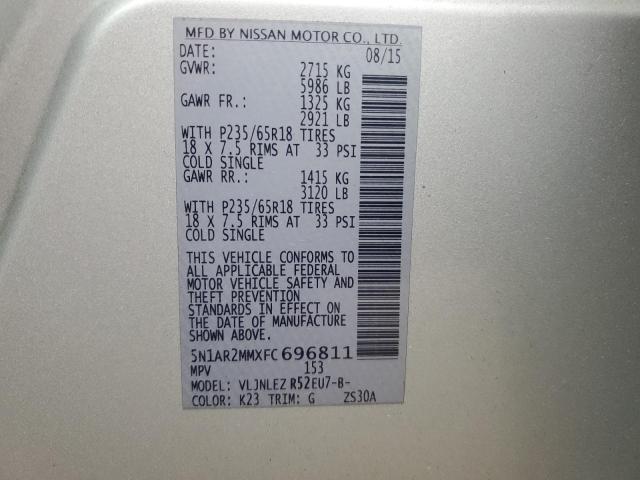 MFD BY NISSAN MOTOR CO., LTD.
DATE: 08/15
GVWR: 2715 KG
5986 LB
GAWR FR.: 1325 KG
2921 LB
WITH P235/65R18 TIRES
18 X 7.5 RIMS AT 33 PSI
COLD SINGLE
GAWR RR.: 1415 KG
3120 LB
WITH P235/65R18 TIRES
18 X 7.5 RIMS AT 33 PSI
COLD SINGLE
THIS VEHICLE CONFORMS TO
ALL APPLICABLE FEDERAL
MOTOR VEHICLE SAFETY AND
THEFT PREVENTION
STANDARDS IN EFFECT ON
THE DATE OF MANUFACTURE
SHOWN ABOVE.
5N1AR2MMXFC696811
MPV 153
MODEL: VLJNLEZ R52EU7-B-
COLOR: K23 TRIM: G ZS30A